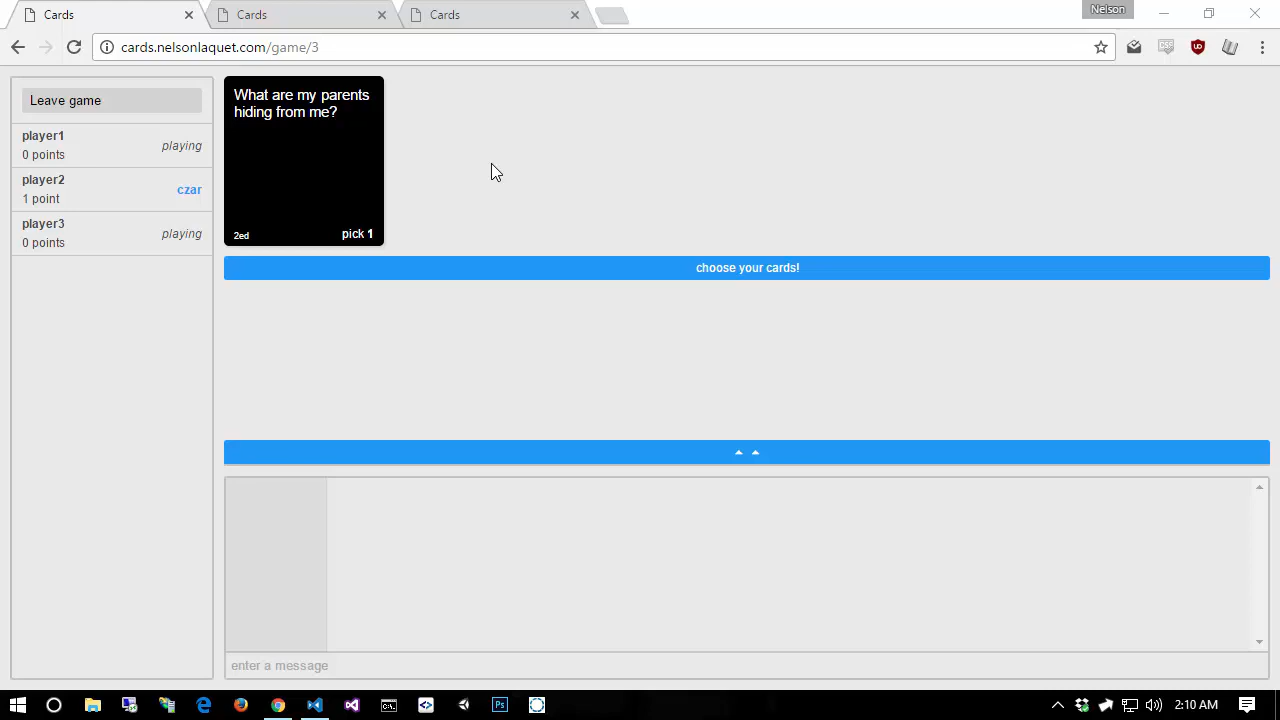 Cards
Cards
Cards
Nelson
cards.nelsonlaquet.com/game/3
Leave game
player1
0 points
playing
player2
1 point
czar
player3
0 points
playing
What are my parents
hiding from me?
2ed
pick 1
choose your cards!
enter a message
2:10 AM